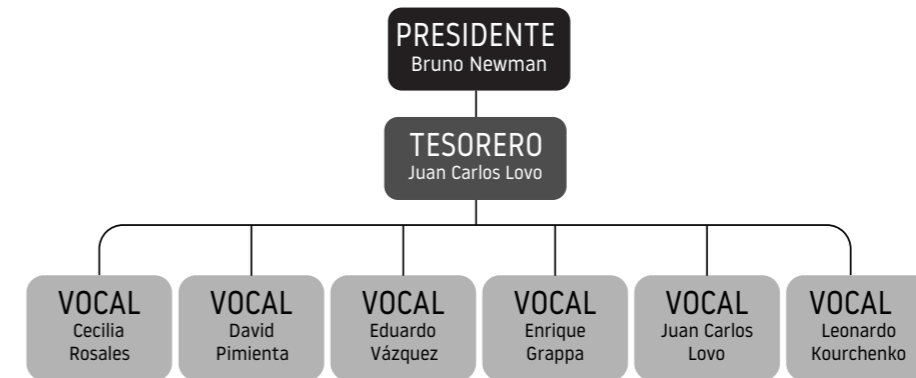 PRESIDENTE
Bruno Newman
TESORERO
Juan Carlos Lovo
VOCAL
Cecilia
Rosales
VOCAL
David
Pimienta
VOCAL
Eduardo
Vázquez
VOCAL
Enrique
Grappa
VOCAL
Juan Carlos
Lovo
VOCAL
Leonardo
Kourchenko